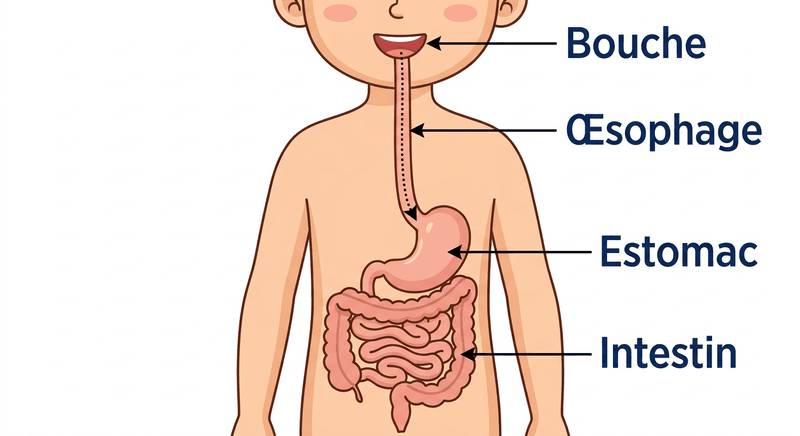 Bouche
Œsophage
Estomac
Intestin